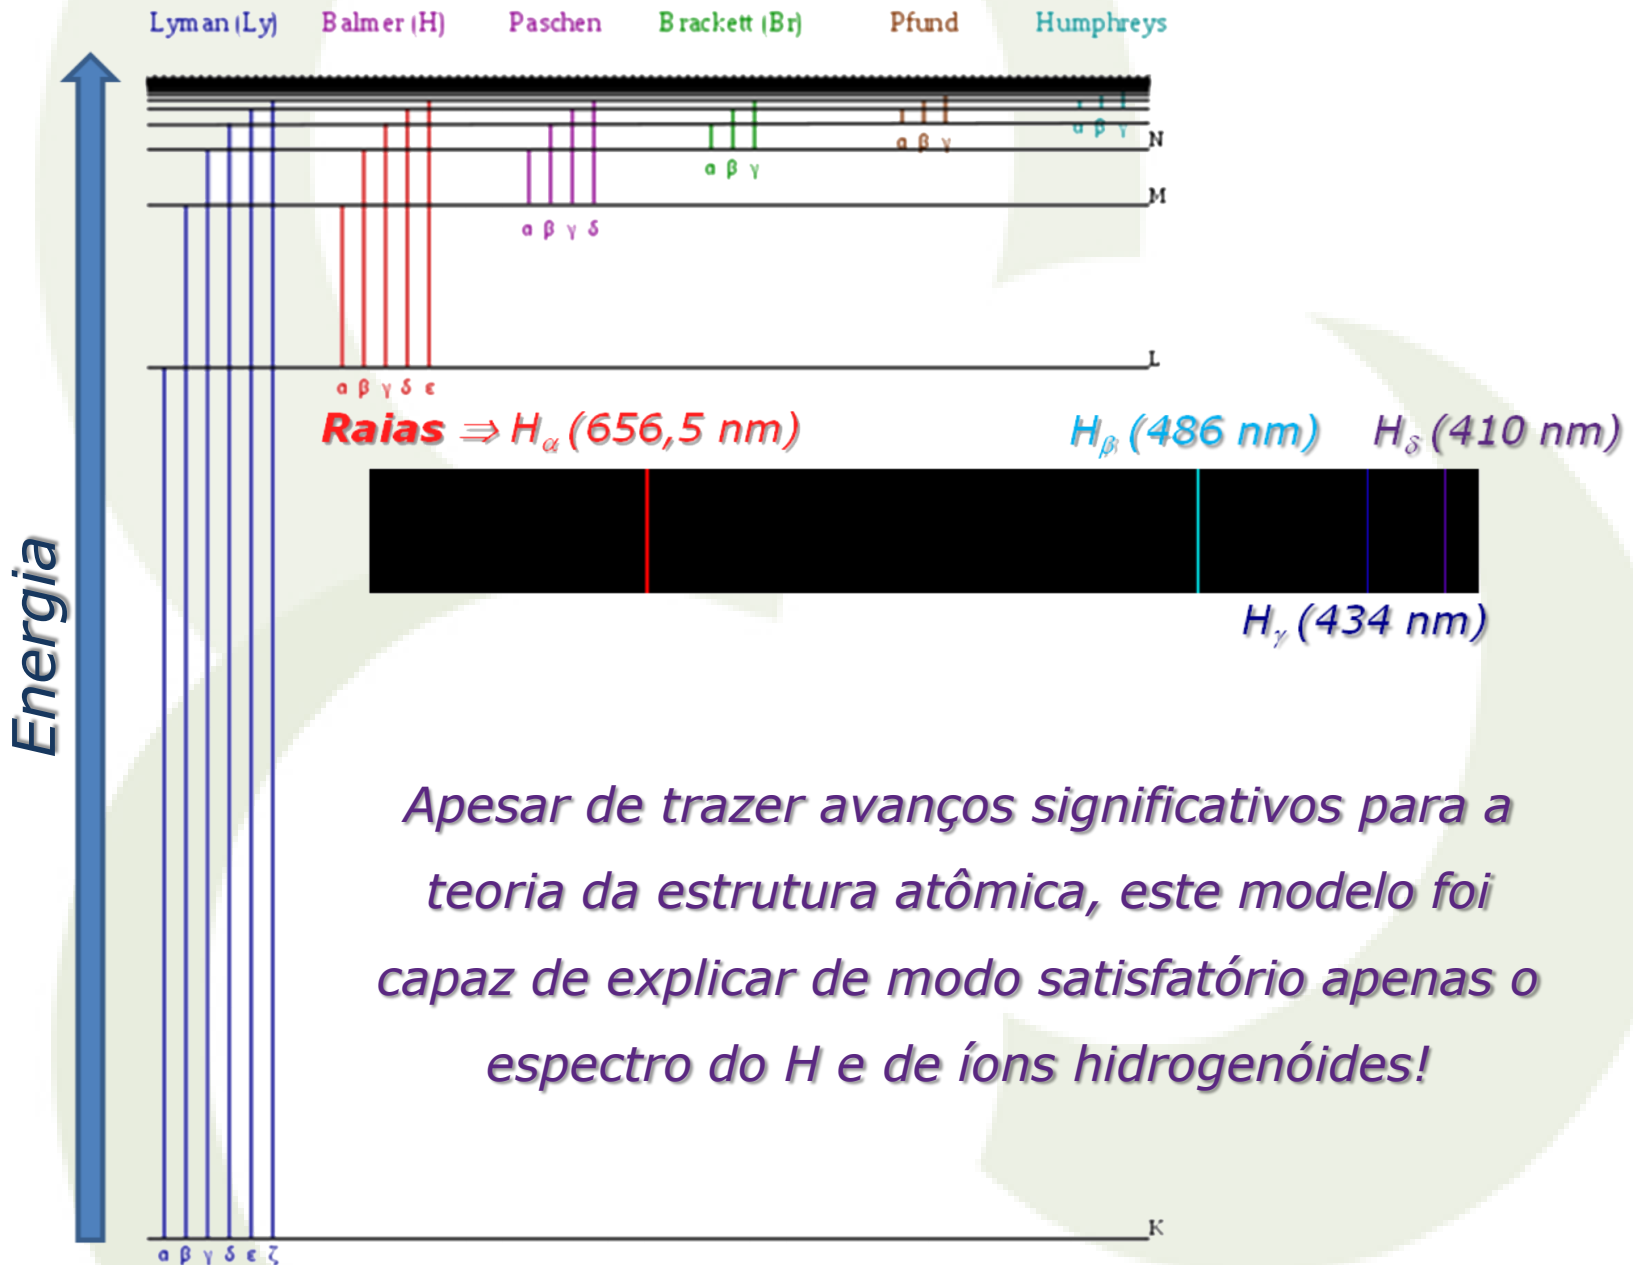 Lyman (Ly) Balmer (H) Paschen Brackett (Br) Pfund Humphreys
α β γ
N
α β γ
α β γ
M
α β γ δ
L
α β γ δ ε
Raias ⇒ Hα (656,5 nm) Hβ (486 nm) Hδ (410 nm)
Hγ (434 nm)
Energia
Apesar de trazer avanços significativos para a
teoria da estrutura atômica, este modelo foi
capaz de explicar de modo satisfatório apenas o
espectro do H e de íons hidrogenóides!
K
α β γ δ ε ζ